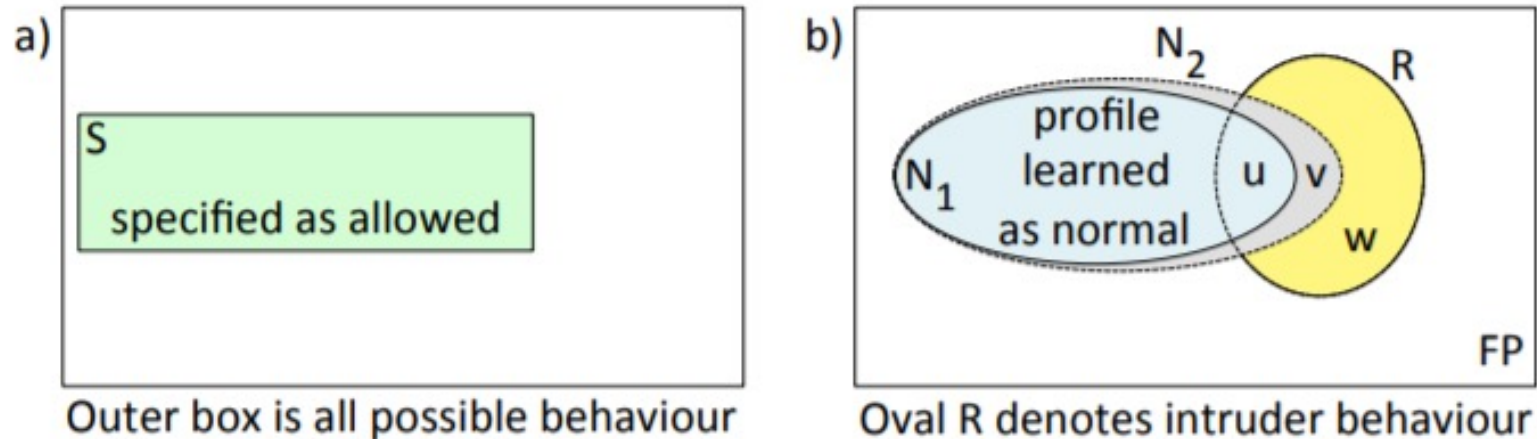 a)
S
specified as allowed
Outer box is all possible behaviour
b)
N2
R
profile
N1
learned
u
v
as normal
w
FP
Oval R denotes intruder behaviour